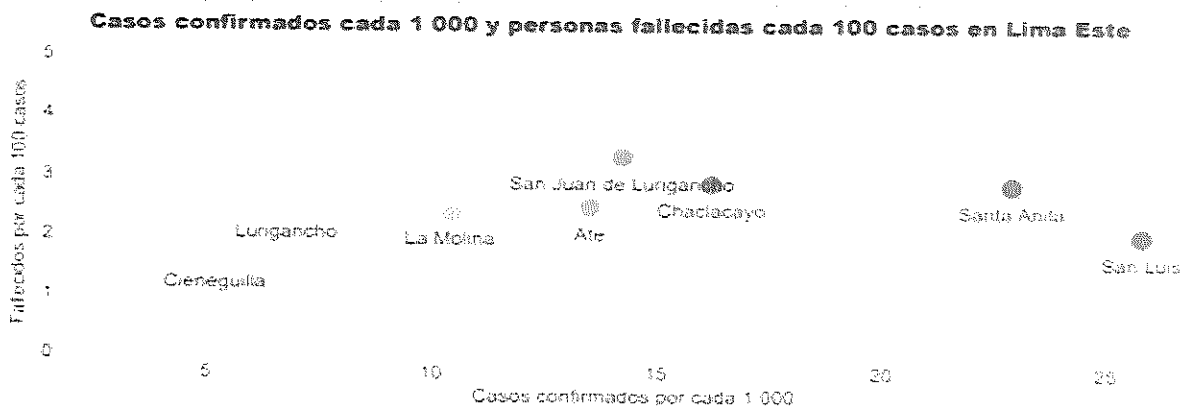 Casos confirmados cada 1 000 y personas fallecidas cada 100 casos en Lima Este
Fallecidos por cada 100 casos
5
4
3
2
1
0
San Juan de Lurigancho
Chaclacayo
Santa Anita
Lurigancho
La Molina
Ate
San Luis
Cieneguilla
5
10
15
20
25
Casos confirmados por cada 1 000